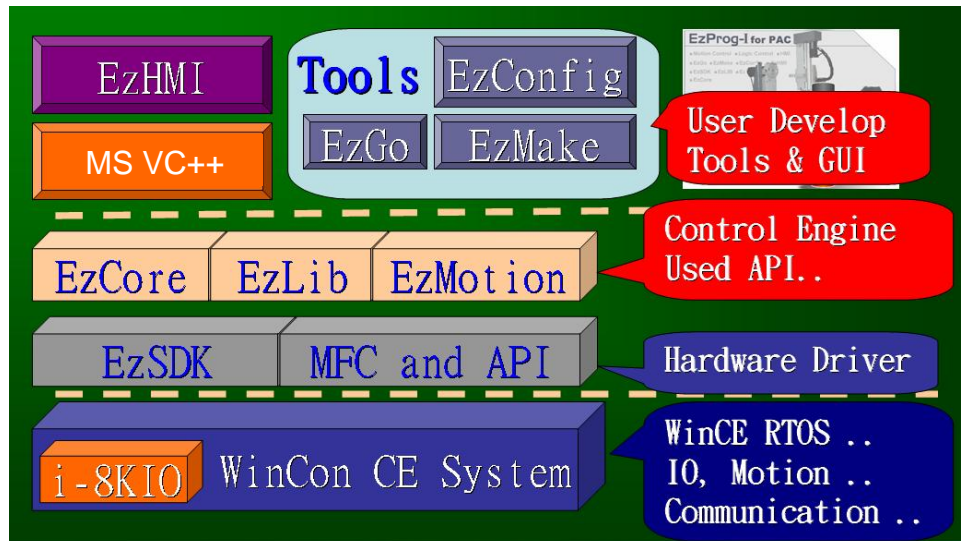 EzHMI
Tools
EzConfig
EzGo
EzMake
MS VC++
EzProg-I for PAC
User Develop
Tools & GUI
EzCore
EzLib
EzMotion
Control Engine
Used API..
EzSDK
MFC and API
Hardware Driver
i-8KIO
WinCon CE System
WinCE RTOS ..
IO, Motion ..
Communication ..